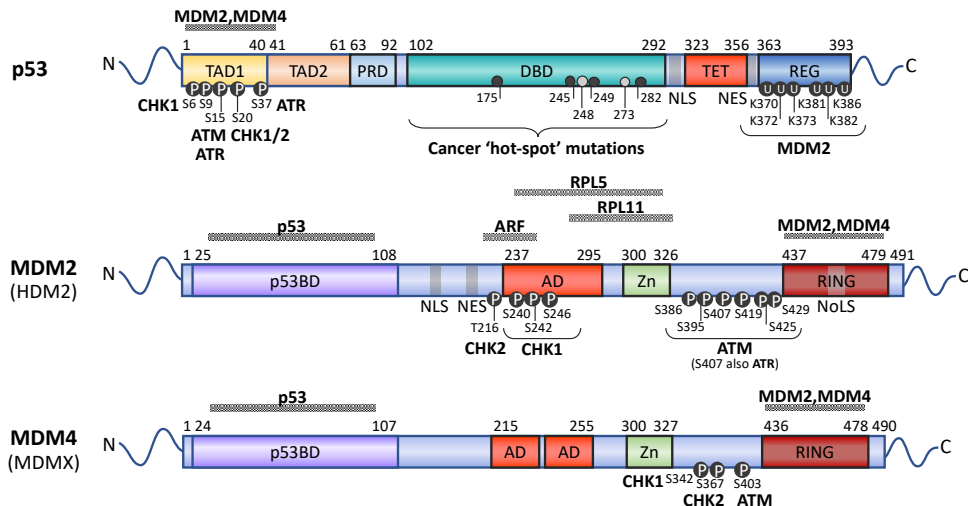 MDM2,MDM4
1 40 41 61 63 92 102 292 323 356 363 393
p53 N TAD1 TAD2 PRD DBD TET REG C
P P P P P U U U U U U
CHK1 S6 S9 S37 ATR 175 245 249 282 NLS NES K370 K381 K386
S15 S20 248 273 K372 K373 K382
ATM CHK1/2
ATR
Cancer ‘hot-spot’ mutations MDM2
RPL5
RPL11
p53 ARF MDM2,MDM4
1 25 108 237 295 300 326 437 479 491
MDM2 N p53BD AD Zn RING C
(HDM2)
NLS NES P P P P P P P P P P NoLS
T216 S240 S246 S386 S407 S419 S429
S242 S395 S425
CHK2 CHK1 ATM
(S407 also ATR)
p53 MDM2,MDM4
1 24 107 215 255 300 327 436 478 490
MDM4 N p53BD AD AD Zn RING C
(MDMX)
P P P
CHK1 S342 S367 S403
CHK2 ATM